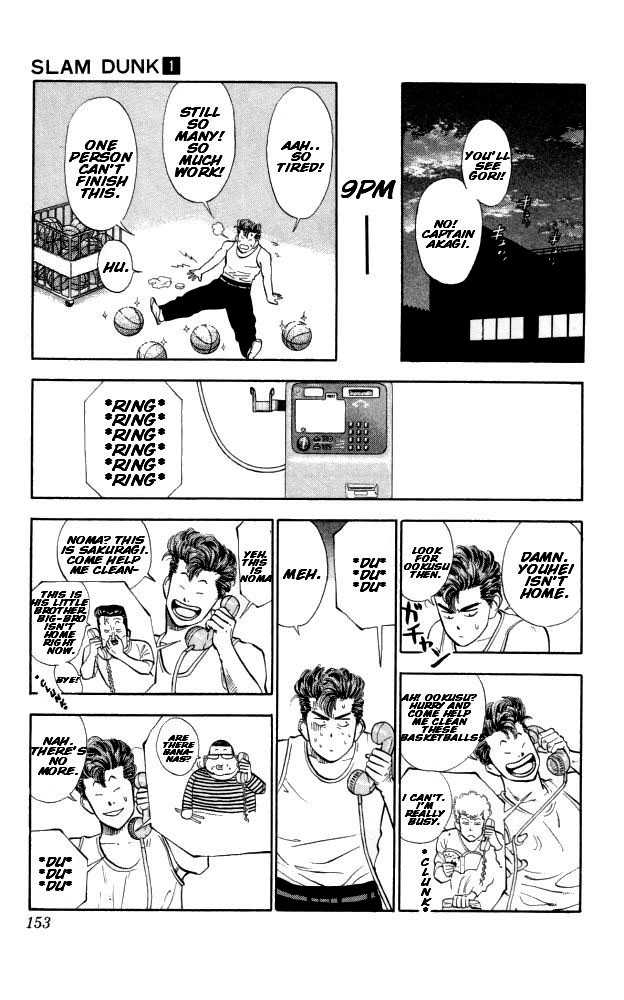 SLAM DUNK 1
YOU'LL
SEE
GORI!
NO!
CAPTAIN
AKAGI.
9PM
AAH..
SO
TIRED!
STILL
SO
MANY!
SO
MUCH
WORK!
ONE
PERSON
CAN'T
FINISH
THIS.
HU.
*RING*
*RING*
*RING*
*RING*
*RING*
*RING*
DAMN.
YOUHEI
ISN'T
HOME.
LOOK
FOR
OOKUSU
THEN.
ガチャン
AH! OOKUSU?
HURRY AND
COME HELP
ME CLEAN
THESE
BASKETBALLS!
I CAN'T.
I'M
REALLY
BUSY.
*CLUNK*
*DU*
*DU*
*DU*
MEH.
YEH.
THIS
IS
NOMA
NOMA? THIS
IS SAKURAGI.
COME HELP
ME CLEAN-
THIS IS
HIS LITTLE
BROTHER.
BIG-BRO
ISN'T
HOME
RIGHT
NOW.
BYE!
*CLUNK*
ARE
THERE
BANA-
NAS?
NAH.
THERE'S
NO
MORE.
*DU*
*DU*
*DU*
153